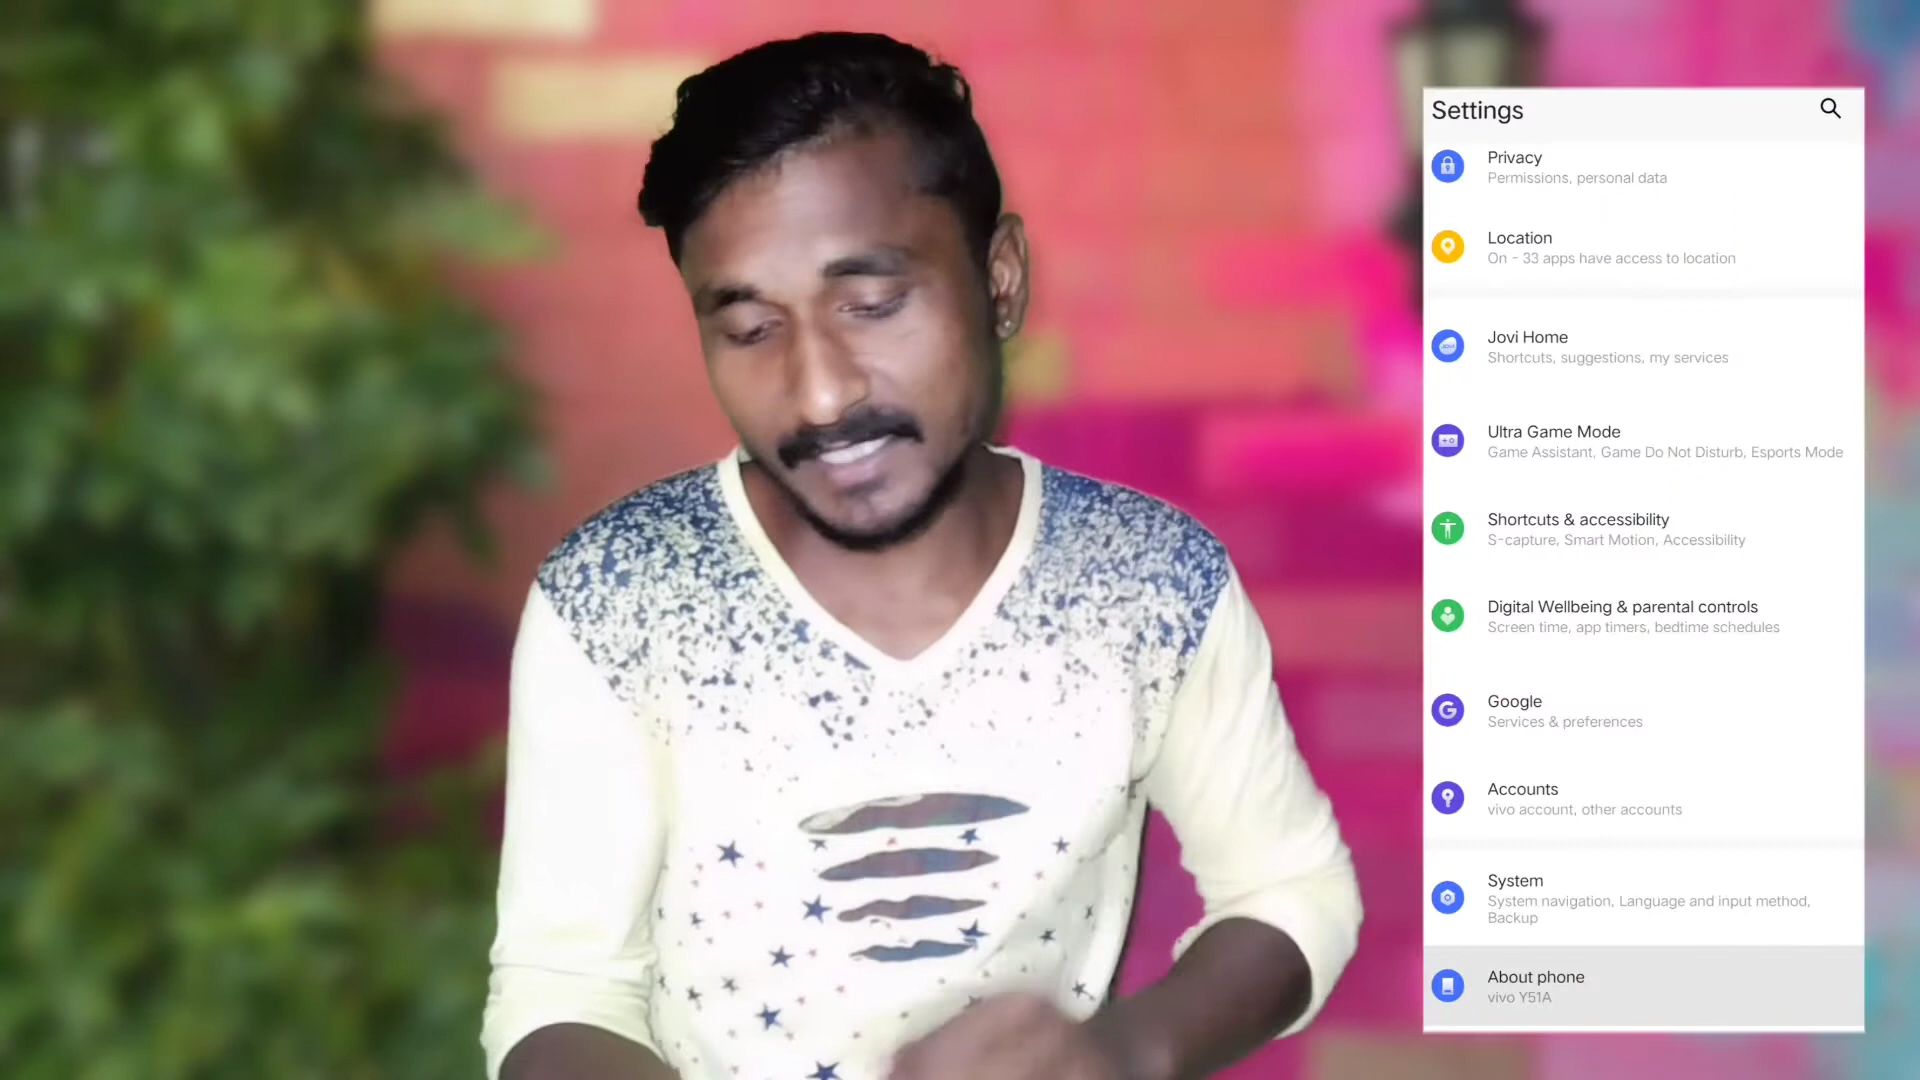 Settings
Privacy
Permissions, personal data
Location
On - 33 apps have access to location
Jovi Home
Shortcuts, suggestions, my services
Ultra Game Mode
Game Assistant, Game Do Not Disturb, Esports Mode
Shortcuts & accessibility
S-capture, Smart Motion, Accessibility
Digital Wellbeing & parental controls
Screen time, app timers, bedtime schedules
Google
Services & preferences
Accounts
vivo account, other accounts
System
System navigation, Language and input method,
Backup
About phone
vivo Y51A